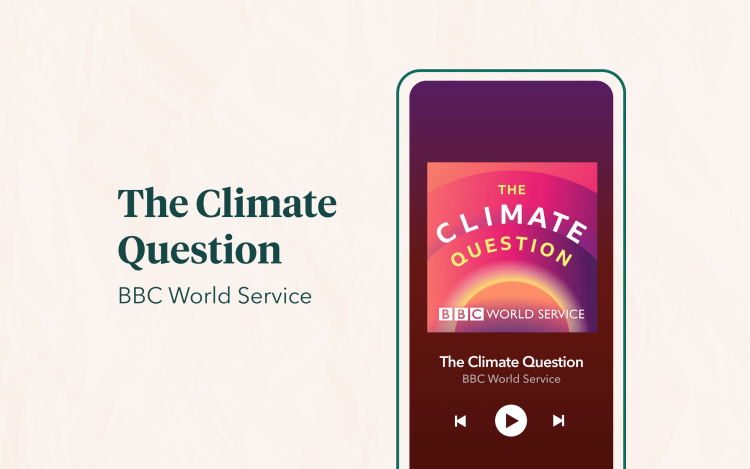 The Climate
Question
BBC World Service
THE
CLIMATE
QUESTION
BBC WORLD SERVICE
The Climate Question
BBC World Service